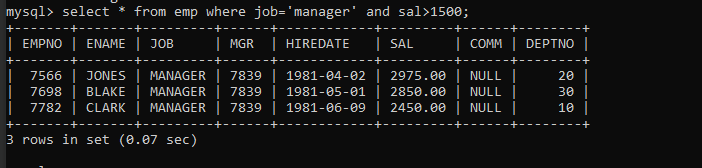 mysql> select * from emp where job='manager' and sal>1500;
+-------+-------+---------+------+------------+---------+------+--------+
| EMPNO | ENAME | JOB     | MGR  | HIREDATE   | SAL     | COMM | DEPTNO |
+-------+-------+---------+------+------------+---------+------+--------+
|  7566 | JONES | MANAGER | 7839 | 1981-04-02 | 2975.00 | NULL |     20 |
|  7698 | BLAKE | MANAGER | 7839 | 1981-05-01 | 2850.00 | NULL |     30 |
|  7782 | CLARK | MANAGER | 7839 | 1981-06-09 | 2450.00 | NULL |     10 |
+-------+-------+---------+------+------------+---------+------+--------+
3 rows in set (0.07 sec)